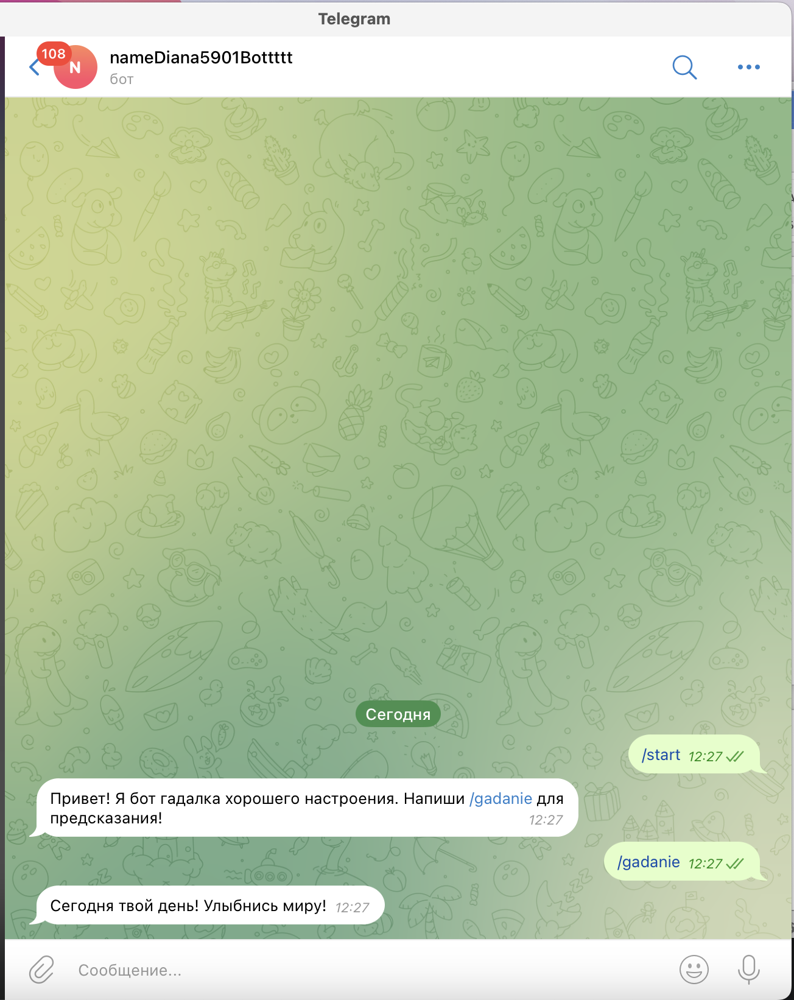 Telegram
108
N
nameDiana5901Bottttt
бот
Сегодня
/start 12:27
Привет! Я бот гадалка хорошего настроения. Напиши /gadanie для
предсказания! 12:27
/gadanie 12:27
Сегодня твой день! Улыбнись миру! 12:27
Сообщение...